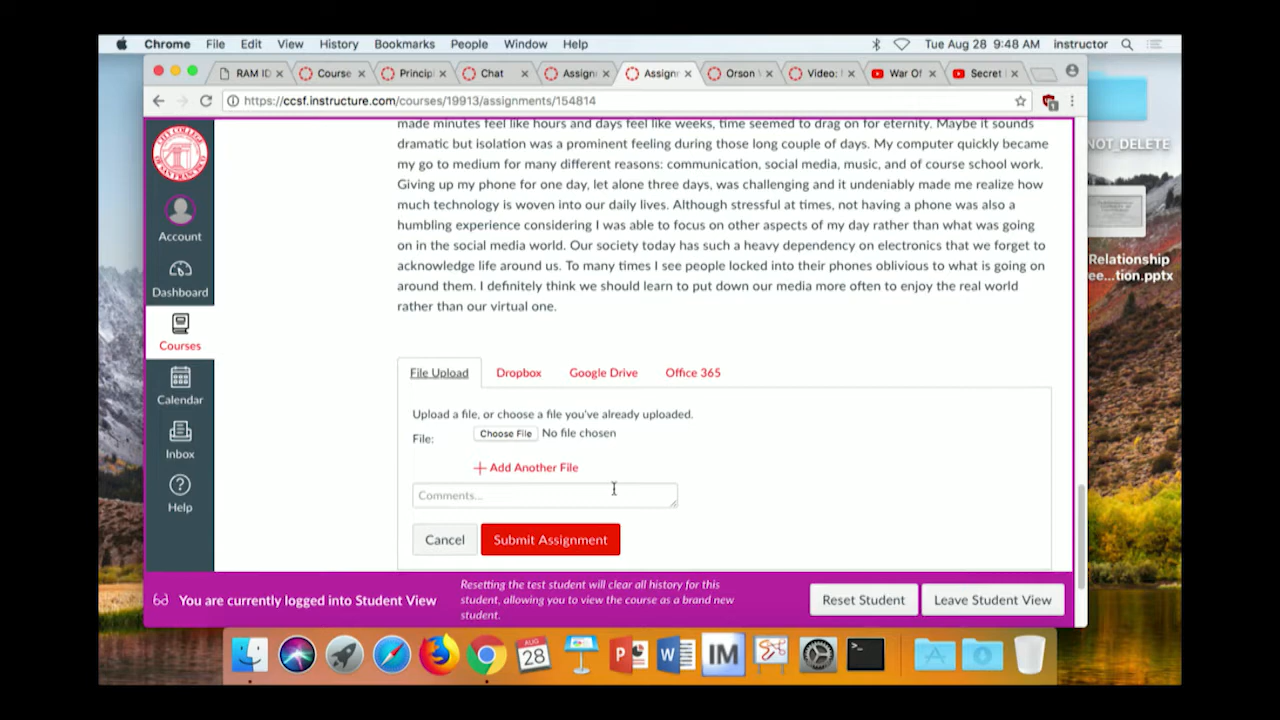 Chrome File Edit View History Bookmarks People Window Help Tue Aug 28 9:48 AM instructor
RAM ID Course Princip Chat Assign Assign Orson Video: War Of Secret
https://ccsf.instructure.com/courses/19913/assignments/154814
made minutes feel like hours and days feel like weeks, time seemed to drag on for eternity. Maybe it sounds
dramatic but isolation was a prominent feeling during those long couple of days. My computer quickly became
my go to medium for many different reasons: communication, social media, music, and of course school work.
Giving up my phone for one day, let alone three days, was challenging and it undeniably made me realize how
much technology is woven into our daily lives. Although stressful at times, not having a phone was also a
humbling experience considering I was able to focus on other aspects of my day rather than what was going
on in the social media world. Our society today has such a heavy dependency on electronics that we forget to
acknowledge life around us. To many times I see people locked into their phones oblivious to what is going on
around them. I definitely think we should learn to put down our media more often to enjoy the real world
rather than our virtual one.
Account
Dashboard
Courses
Calendar
Inbox
Help
File Upload Dropbox Google Drive Office 365
Upload a file, or choose a file you've already uploaded.
File: Choose File No file chosen
Add Another File
Comments...
Cancel Submit Assignment
You are currently logged into Student View
Resetting the test student will clear all history for this
student, allowing you to view the course as a brand new
student.
Reset Student Leave Student View
NOT_DELETE
Relationship
ee...tion.pptx
AUG
28
P W IM